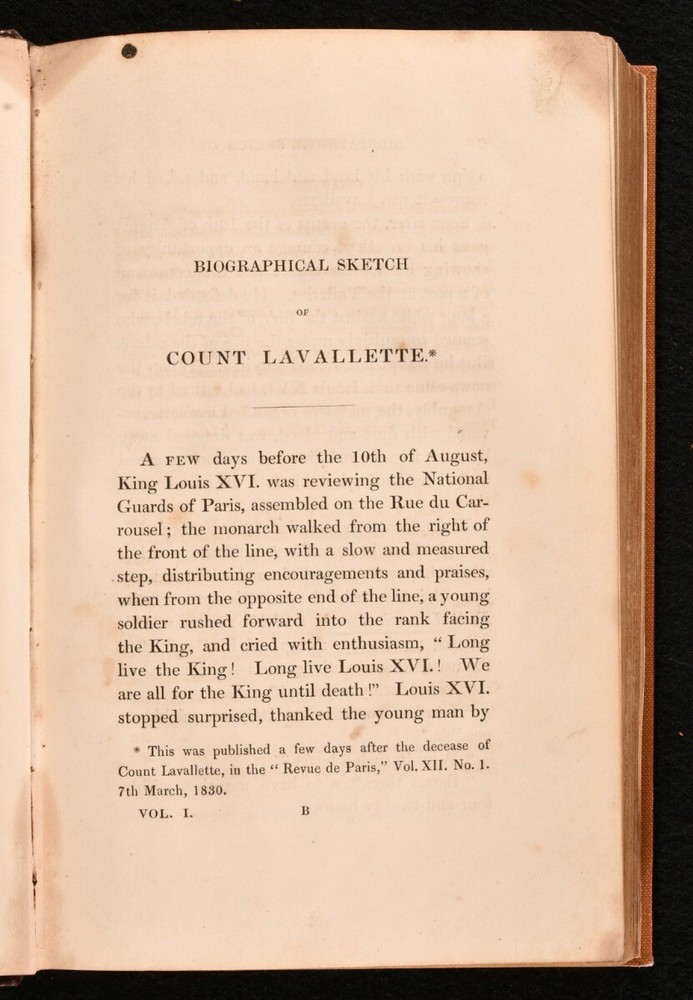 BIOGRAPHICAL SKETCH
OF
COUNT LAVALLETTE.*
A FEW days before the 10th of August,
King Louis XVI. was reviewing the National
Guards of Paris, assembled on the Rue du Car-
rousel; the monarch walked from the right of
the front of the line, with a slow and measured
step, distributing encouragements and praises,
when from the opposite end of the line, a young
soldier rushed forward into the rank facing
the King, and cried with enthusiasm, “ Long
live the King! Long live Louis XVI.! We
are all for the King until death!” Louis XVI.
stopped surprised, thanked the young man by
* This was published a few days after the decease of
Count Lavallette, in the “ Revue de Paris,” Vol. XII. No. 1.
7th March, 1830.
VOL. I. B